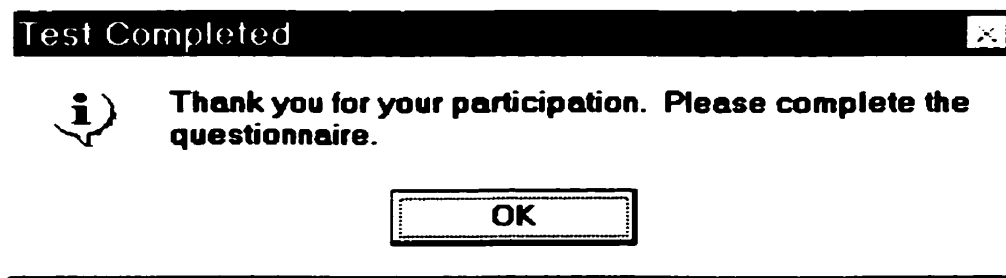 Test Completed
Thank you for your participation. Please complete the
questionnaire.
OK